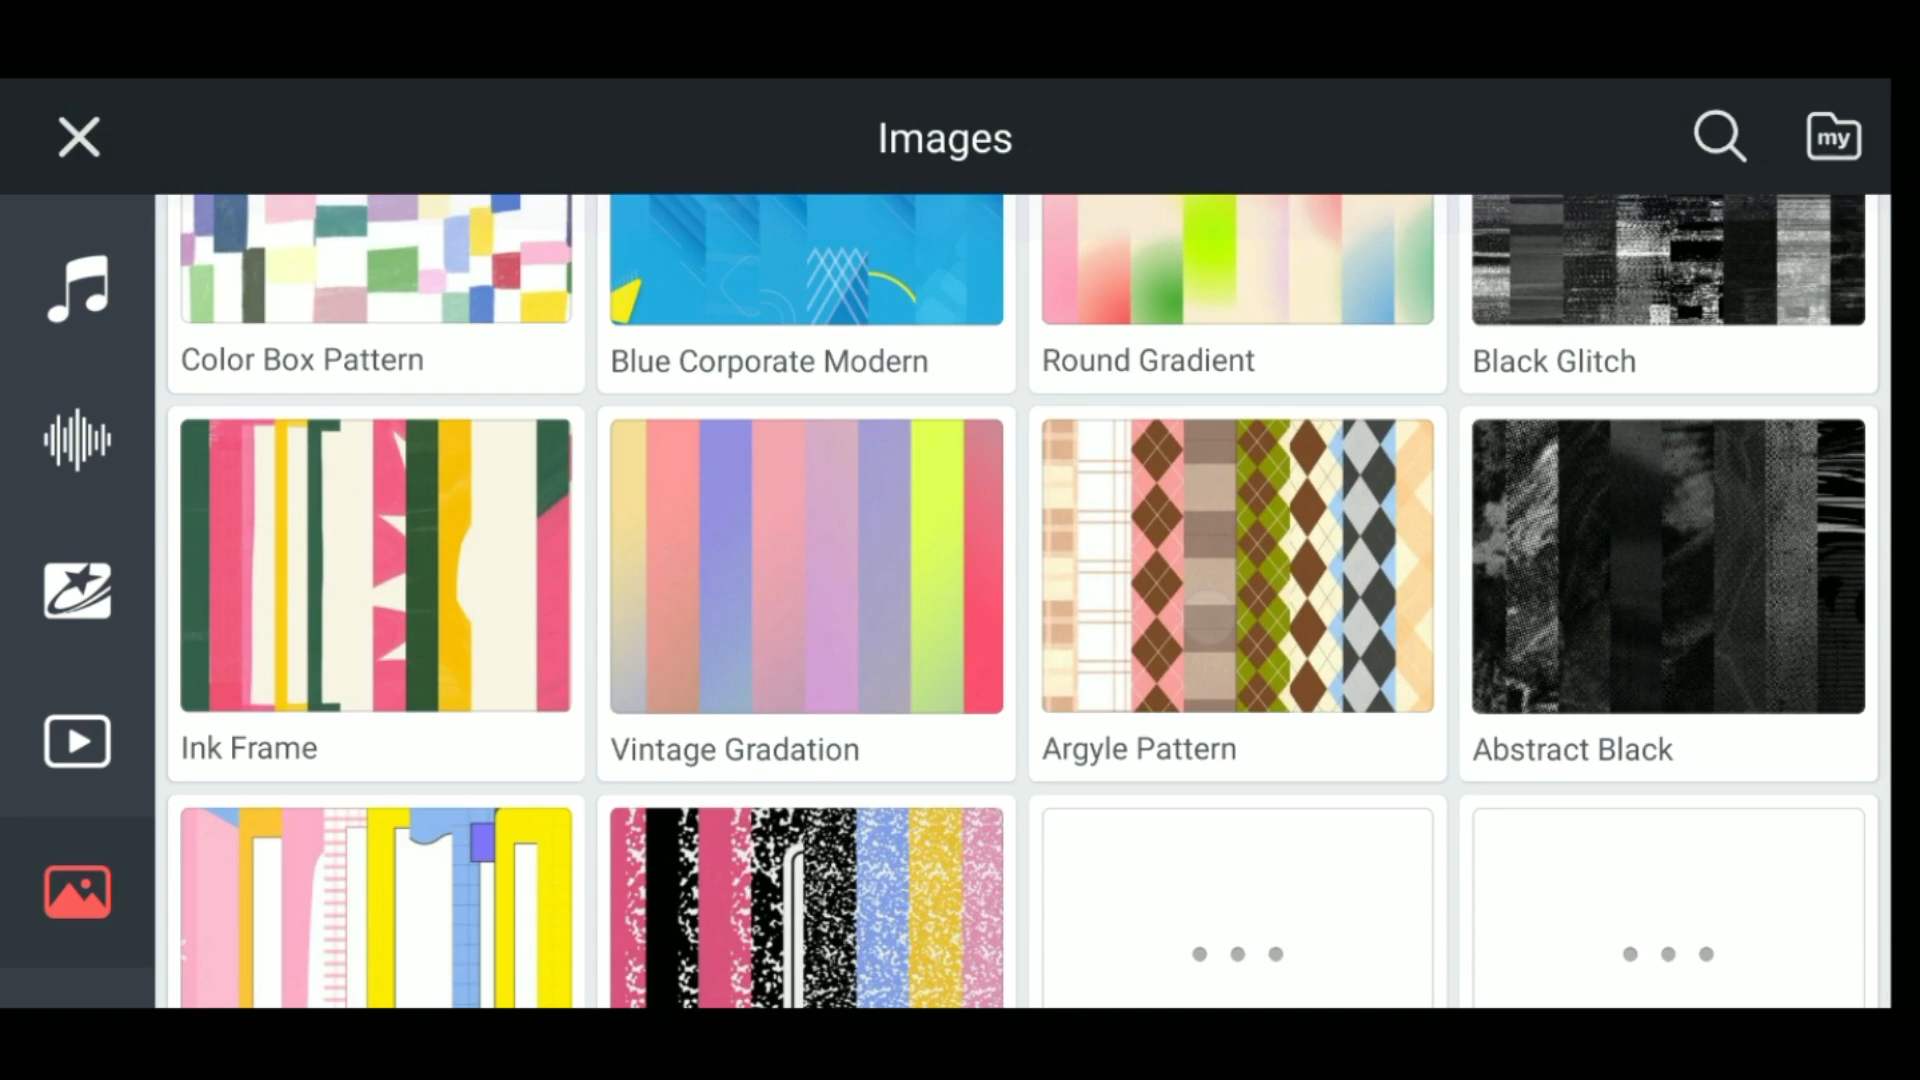 Images
my
Color Box Pattern
Blue Corporate Modern
Round Gradient
Black Glitch
Ink Frame
Vintage Gradation
Argyle Pattern
Abstract Black